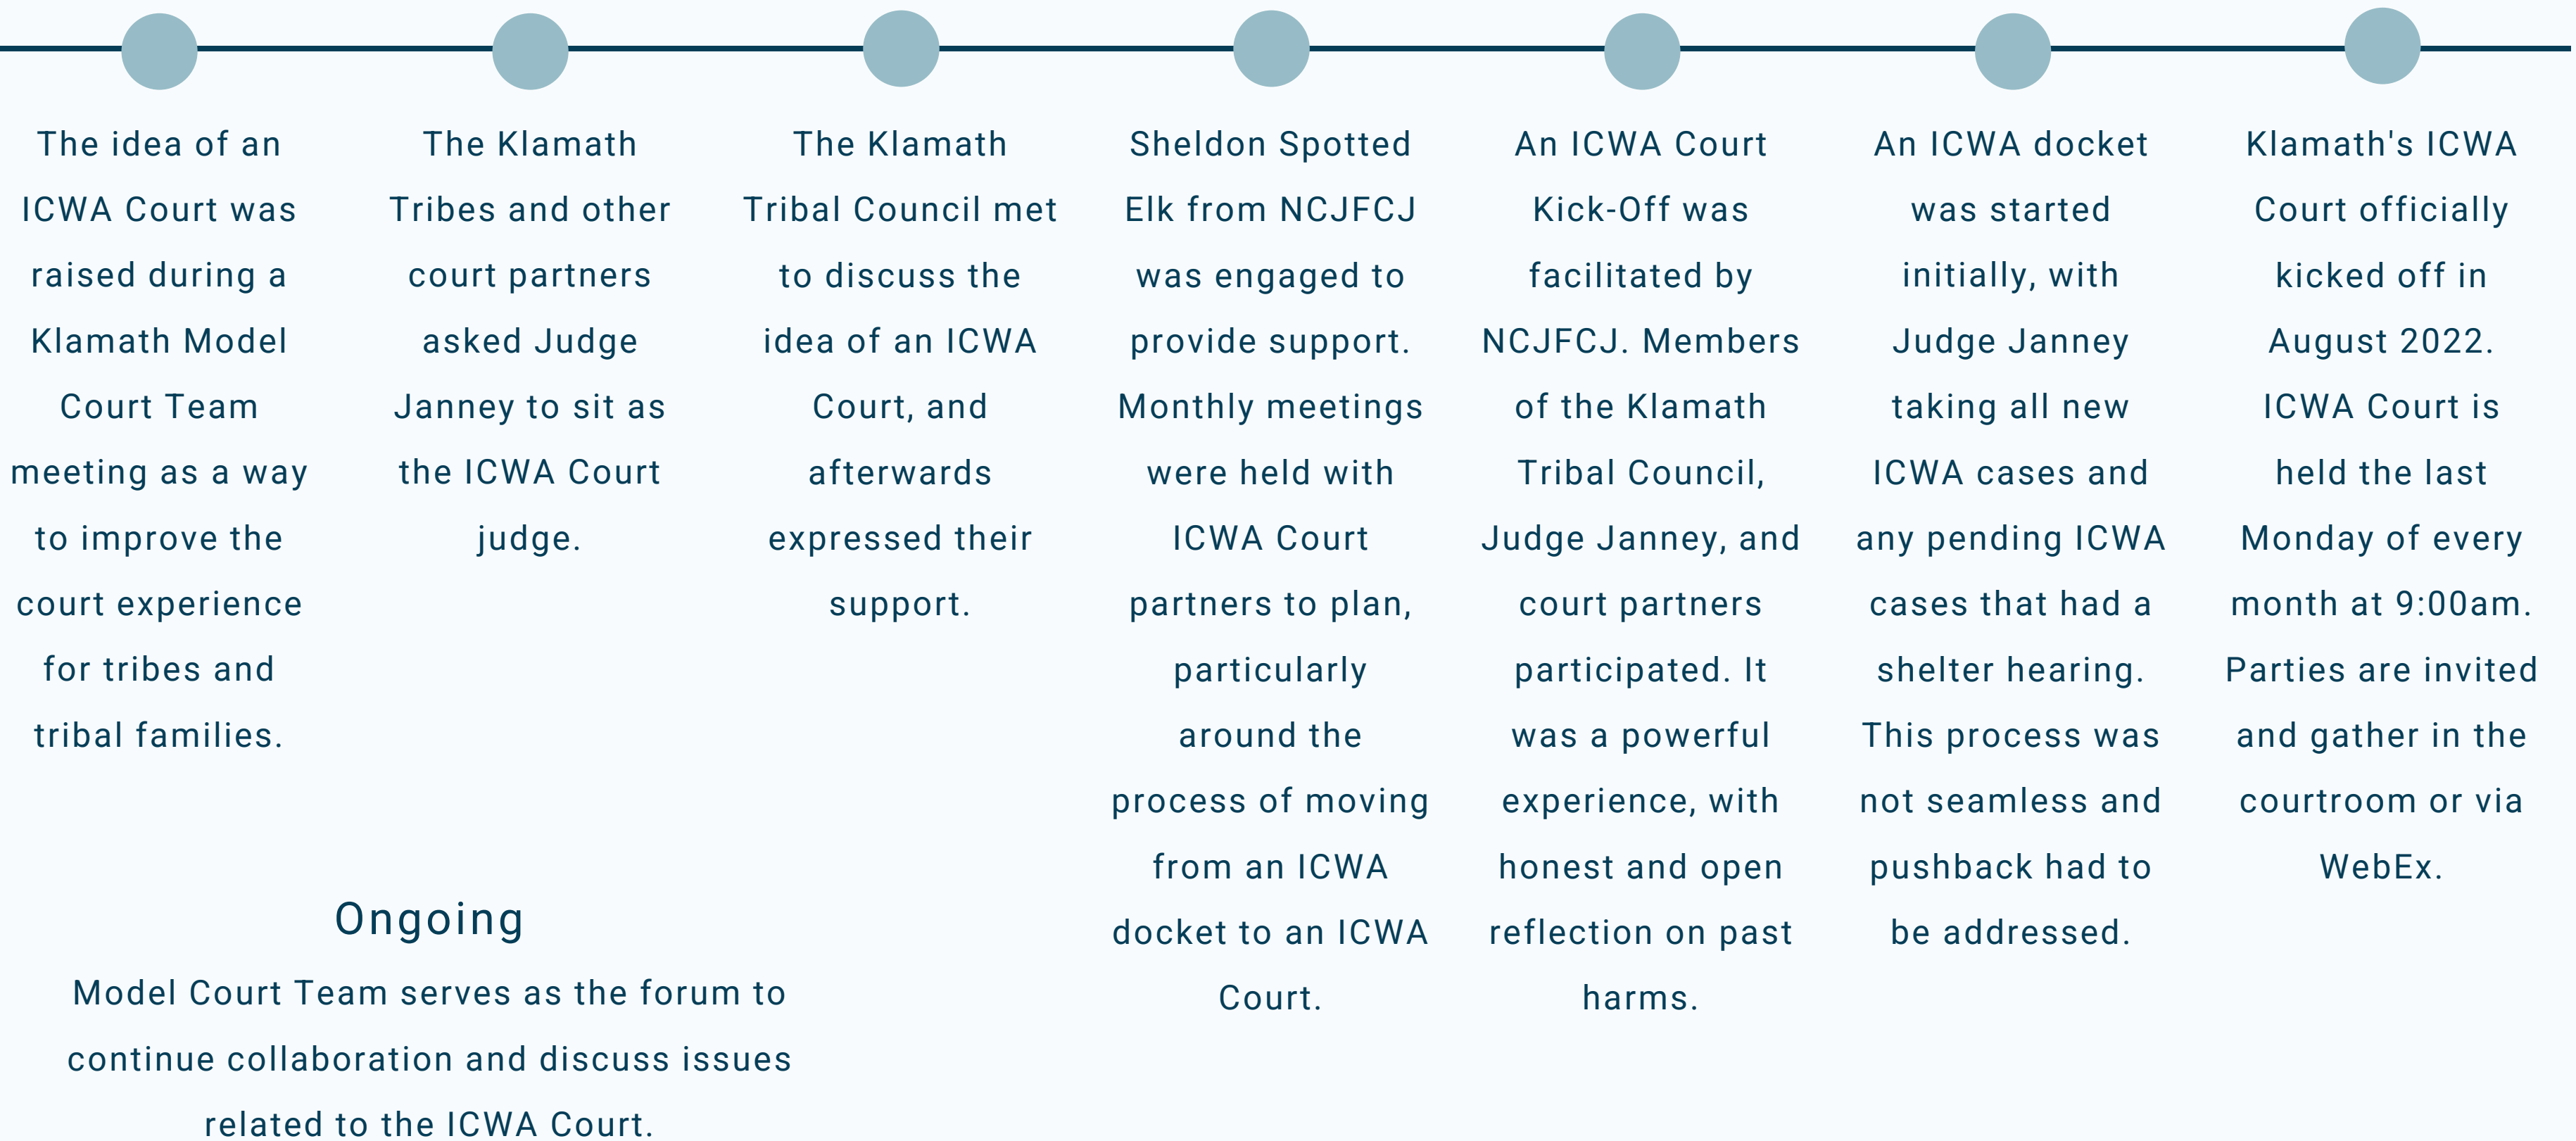 The idea of an
ICWA Court was
raised during a
Klamath Model
Court Team
meeting as a way
to improve the
court experience
for tribes and
tribal families.
The Klamath
Tribes and other
court partners
asked Judge
Janney to sit as
the ICWA Court
judge.
The Klamath
Tribal Council met
to discuss the
idea of an ICWA
Court, and
afterwards
expressed their
support.
Sheldon Spotted
Elk from NCJFCJ
was engaged to
provide support.
Monthly meetings
were held with
ICWA Court
partners to plan,
particularly
around the
process of moving
from an ICWA
docket to an ICWA
Court.
An ICWA Court
Kick-Off was
facilitated by
NCJFCJ. Members
of the Klamath
Tribal Council,
Judge Janney, and
court partners
participated. It
was a powerful
experience, with
honest and open
reflection on past
harms.
An ICWA docket
was started
initially, with
Judge Janney
taking all new
ICWA cases and
any pending ICWA
cases that had a
shelter hearing.
This process was
not seamless and
pushback had to
be addressed.
Klamath's ICWA
Court officially
kicked off in
August 2022.
ICWA Court is
held the last
Monday of every
month at 9:00am.
Parties are invited
and gather in the
courtroom or via
WebEx.
Ongoing
Model Court Team serves as the forum to
continue collaboration and discuss issues
related to the ICWA Court.